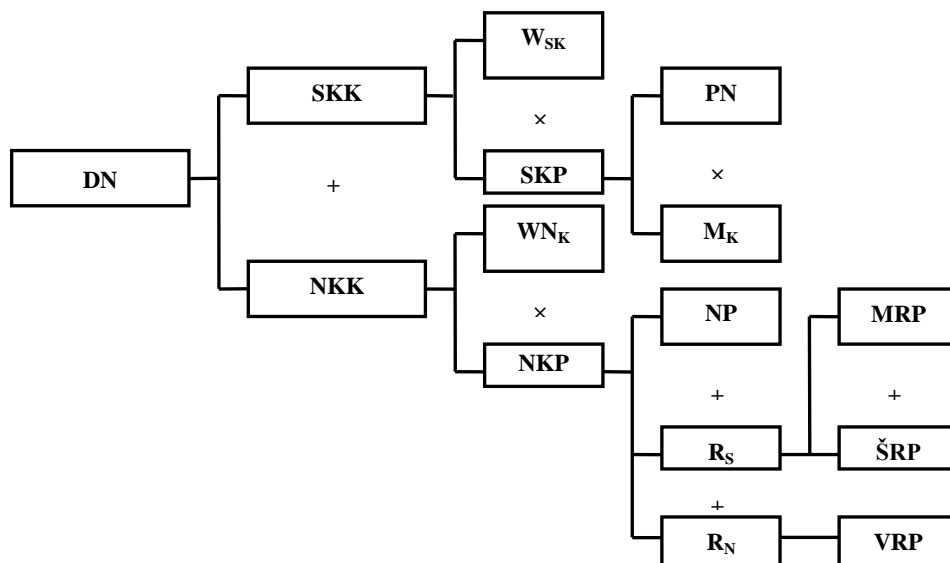 W_SK
SKK
PN
×
DN
SKP
×
+
WN_K
M_K
NKK
NP
MRP
×
NKP
+
+
R_S
ŠRP
+
R_N
VRP